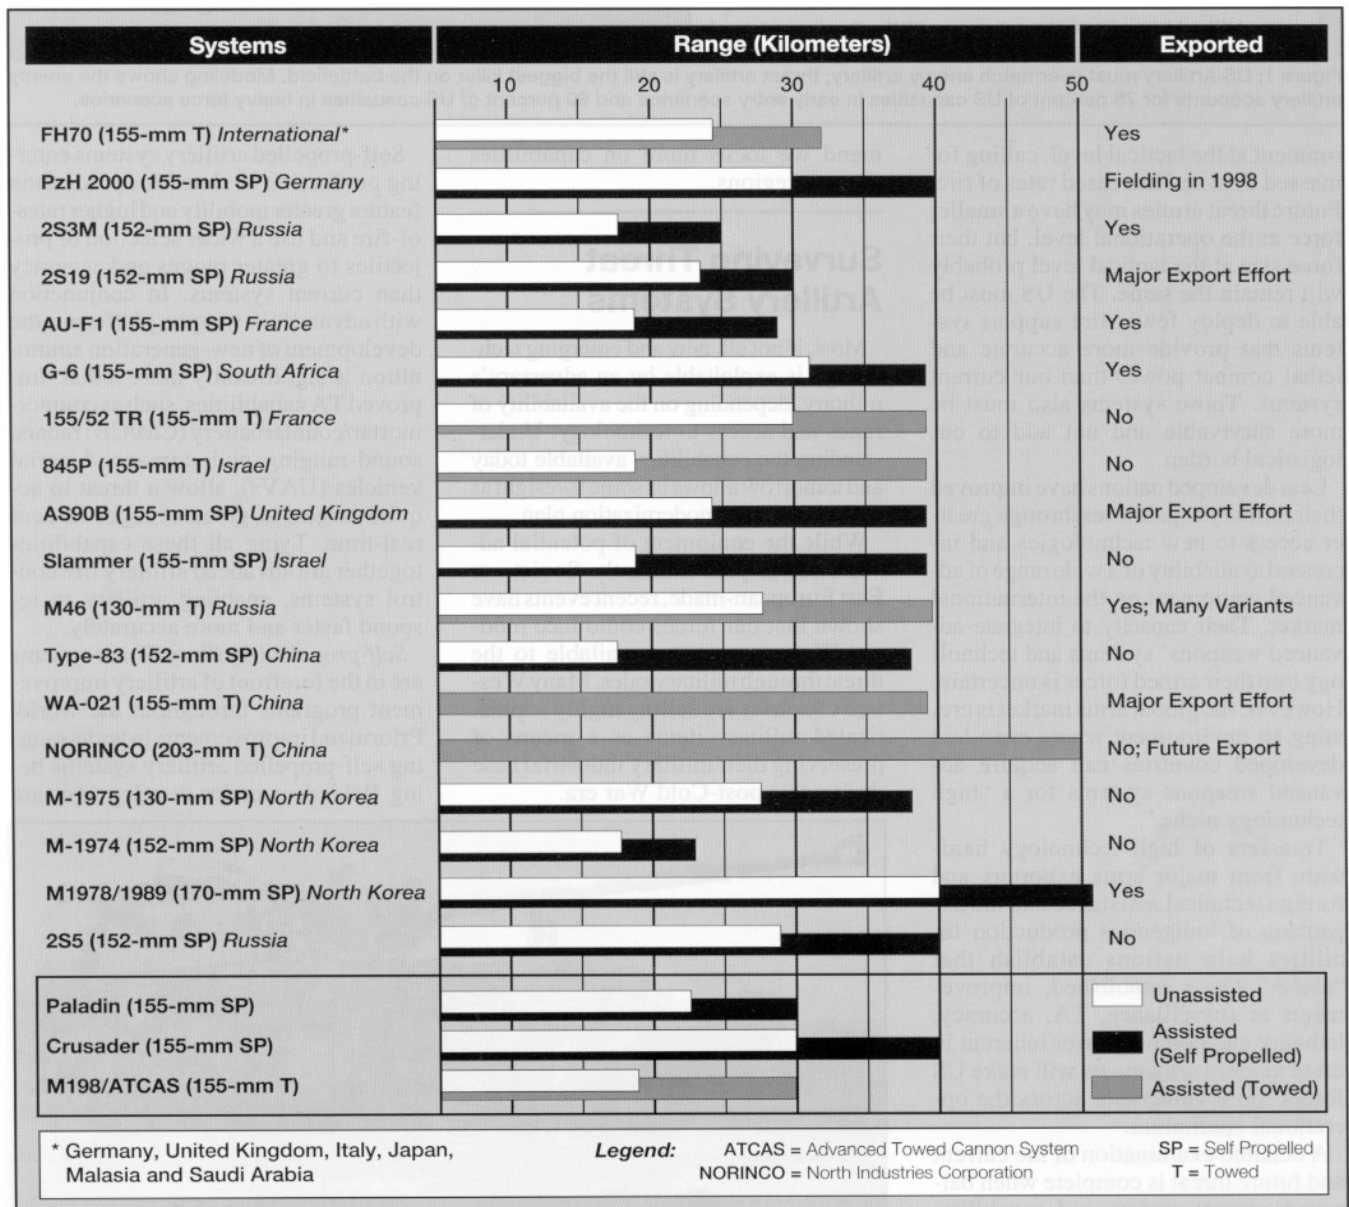 Systems Range (Kilometers) Exported
10 20 30 40 50
FH70 (155-mm T) International* Yes
PzH 2000 (155-mm SP) Germany Fielding in 1998
2S3M (152-mm SP) Russia Yes
2S19 (152-mm SP) Russia Major Export Effort
AU-F1 (155-mm SP) France Yes
G-6 (155-mm SP) South Africa Yes
155/52 TR (155-mm T) France No
845P (155-mm T) Israel No
AS90B (155-mm SP) United Kingdom Major Export Effort
Slammer (155-mm SP) Israel No
M46 (130-mm T) Russia Yes; Many Variants
Type-83 (152-mm SP) China No
WA-021 (155-mm T) China Major Export Effort
NORINCO (203-mm T) China No; Future Export
M-1975 (130-mm SP) North Korea No
M-1974 (152-mm SP) North Korea No
M1978/1989 (170-mm SP) North Korea Yes
2S5 (152-mm SP) Russia No
Paladin (155-mm SP)
Crusader (155-mm SP)
M198/ATCAS (155-mm T)
Unassisted
Assisted
(Self Propelled)
Assisted (Towed)
* Germany, United Kingdom, Italy, Japan,
Malasia and Saudi Arabia
Legend: ATCAS = Advanced Towed Cannon System SP = Self Propelled
NORINCO = North Industries Corporation T = Towed